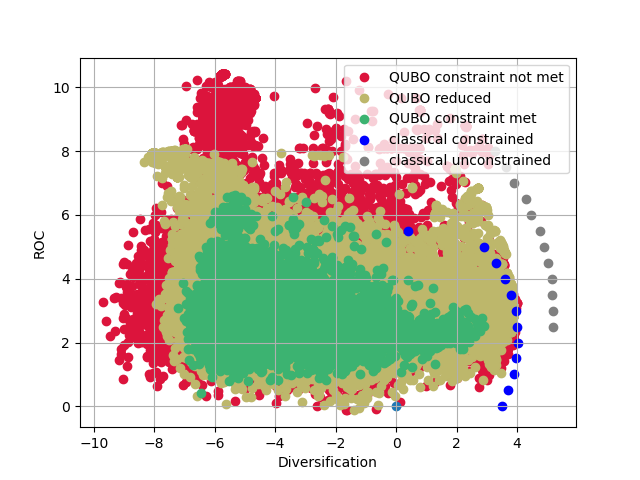 QUBO constraint not met
QUBO reduced
QUBO constraint met
classical constrained
classical unconstrained
10
8
6
4
2
0
ROC
−10 −8 −6 −4 −2 0 2 4
Diversification